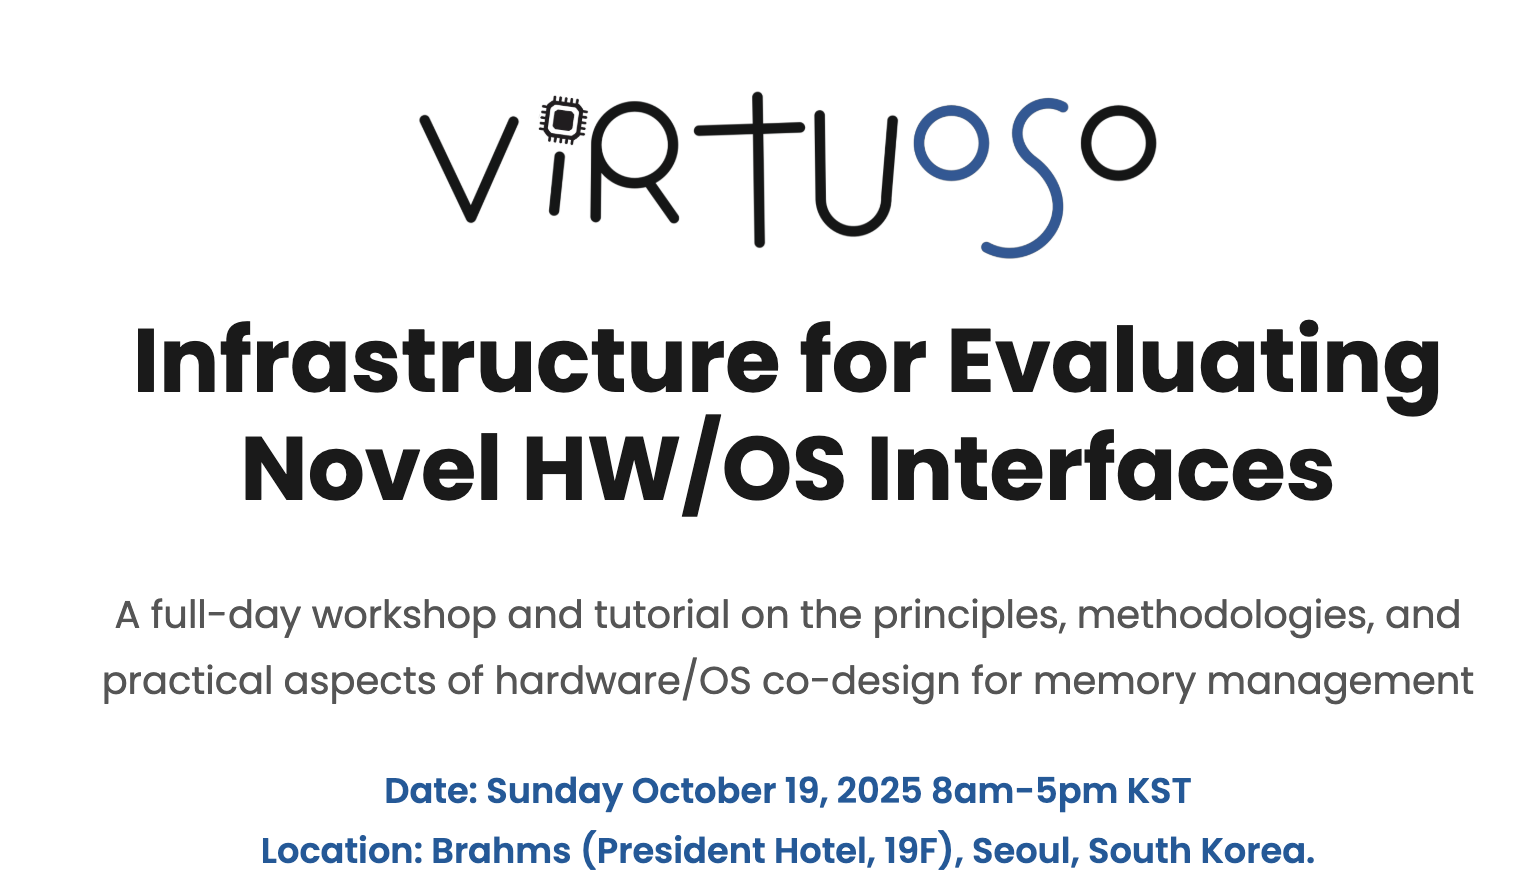 ViRTUOSO
Infrastructure for Evaluating
Novel HW/OS Interfaces
A full-day workshop and tutorial on the principles, methodologies, and
practical aspects of hardware/OS co-design for memory management
Date: Sunday October 19, 2025 8am-5pm KST
Location: Brahms (President Hotel, 19F), Seoul, South Korea.